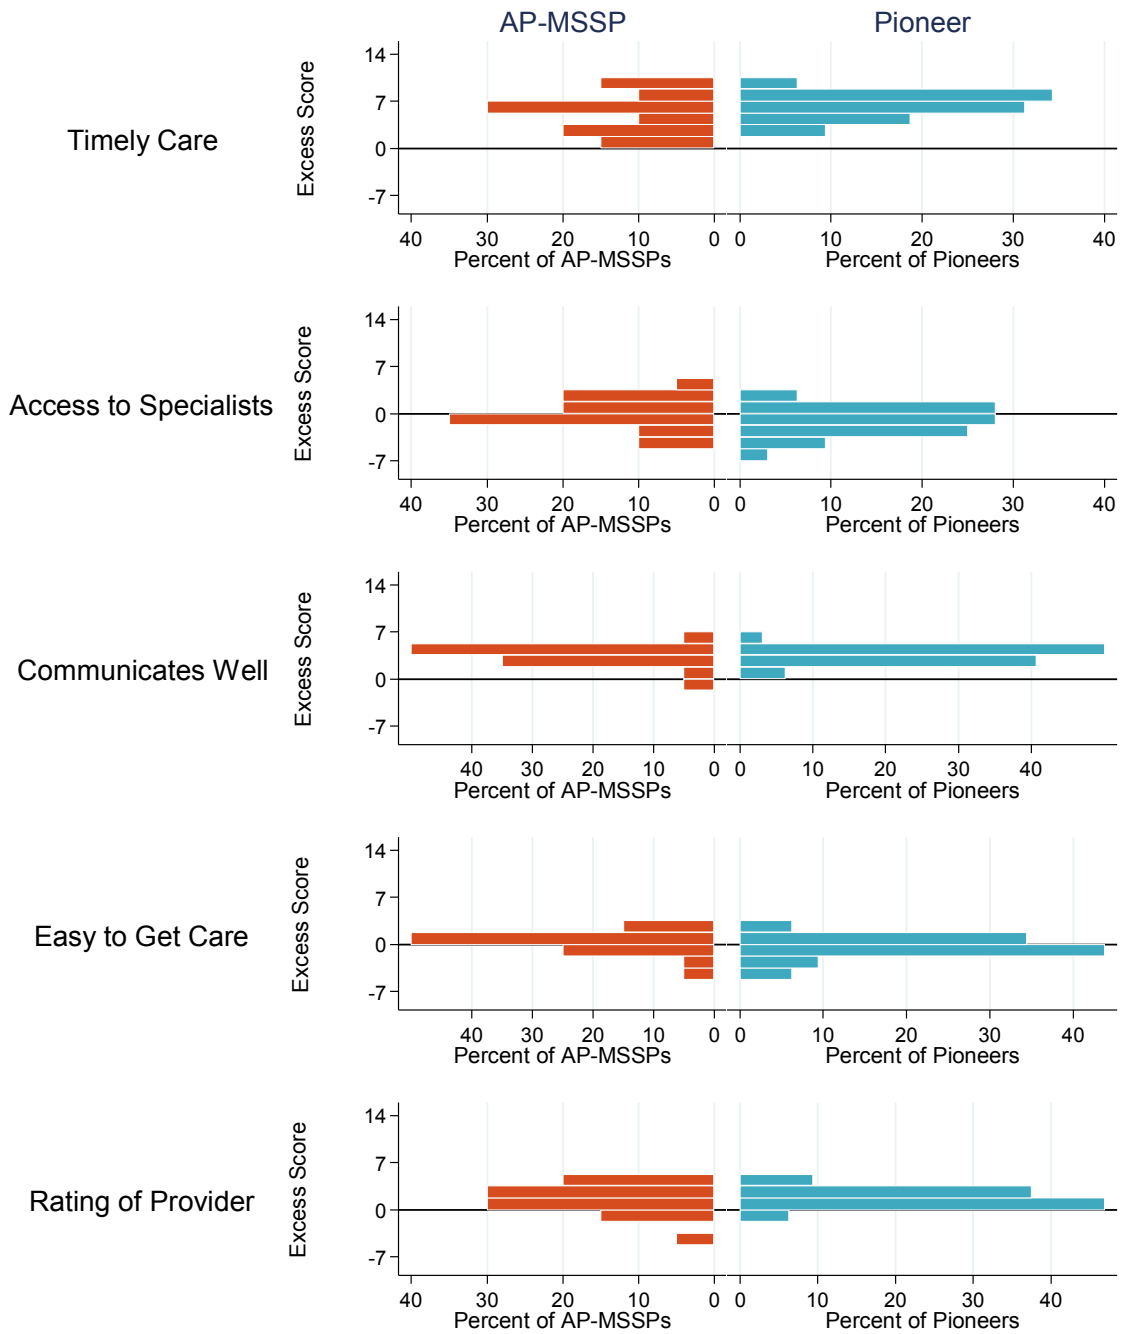 AP-MSSP Pioneer
Timely Care
Excess Score
14
7
0
-7
40 30 20 10 0 0 10 20 30 40
Percent of AP-MSSPs Percent of Pioneers
Access to Specialists
Excess Score
14
7
0
-7
40 30 20 10 0 0 10 20 30 40
Percent of AP-MSSPs Percent of Pioneers
Communicates Well
Excess Score
14
7
0
-7
40 30 20 10 0 0 10 20 30 40
Percent of AP-MSSPs Percent of Pioneers
Easy to Get Care
Excess Score
14
7
0
-7
40 30 20 10 0 0 10 20 30 40
Percent of AP-MSSPs Percent of Pioneers
Rating of Provider
Excess Score
14
7
0
-7
40 30 20 10 0 0 10 20 30 40
Percent of AP-MSSPs Percent of Pioneers